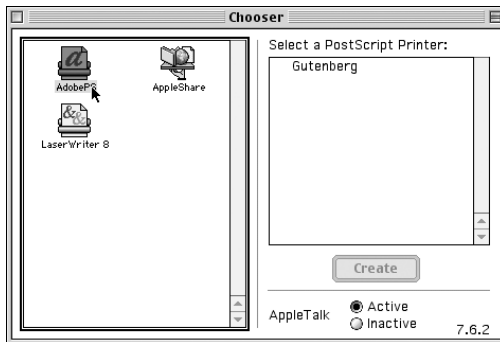 Chooser
AdobePS
AppleShare
LaserWriter 8
Select a PostScript Printer:
Gutenberg
Create
AppleTalk
Active
Inactive
7.6.2